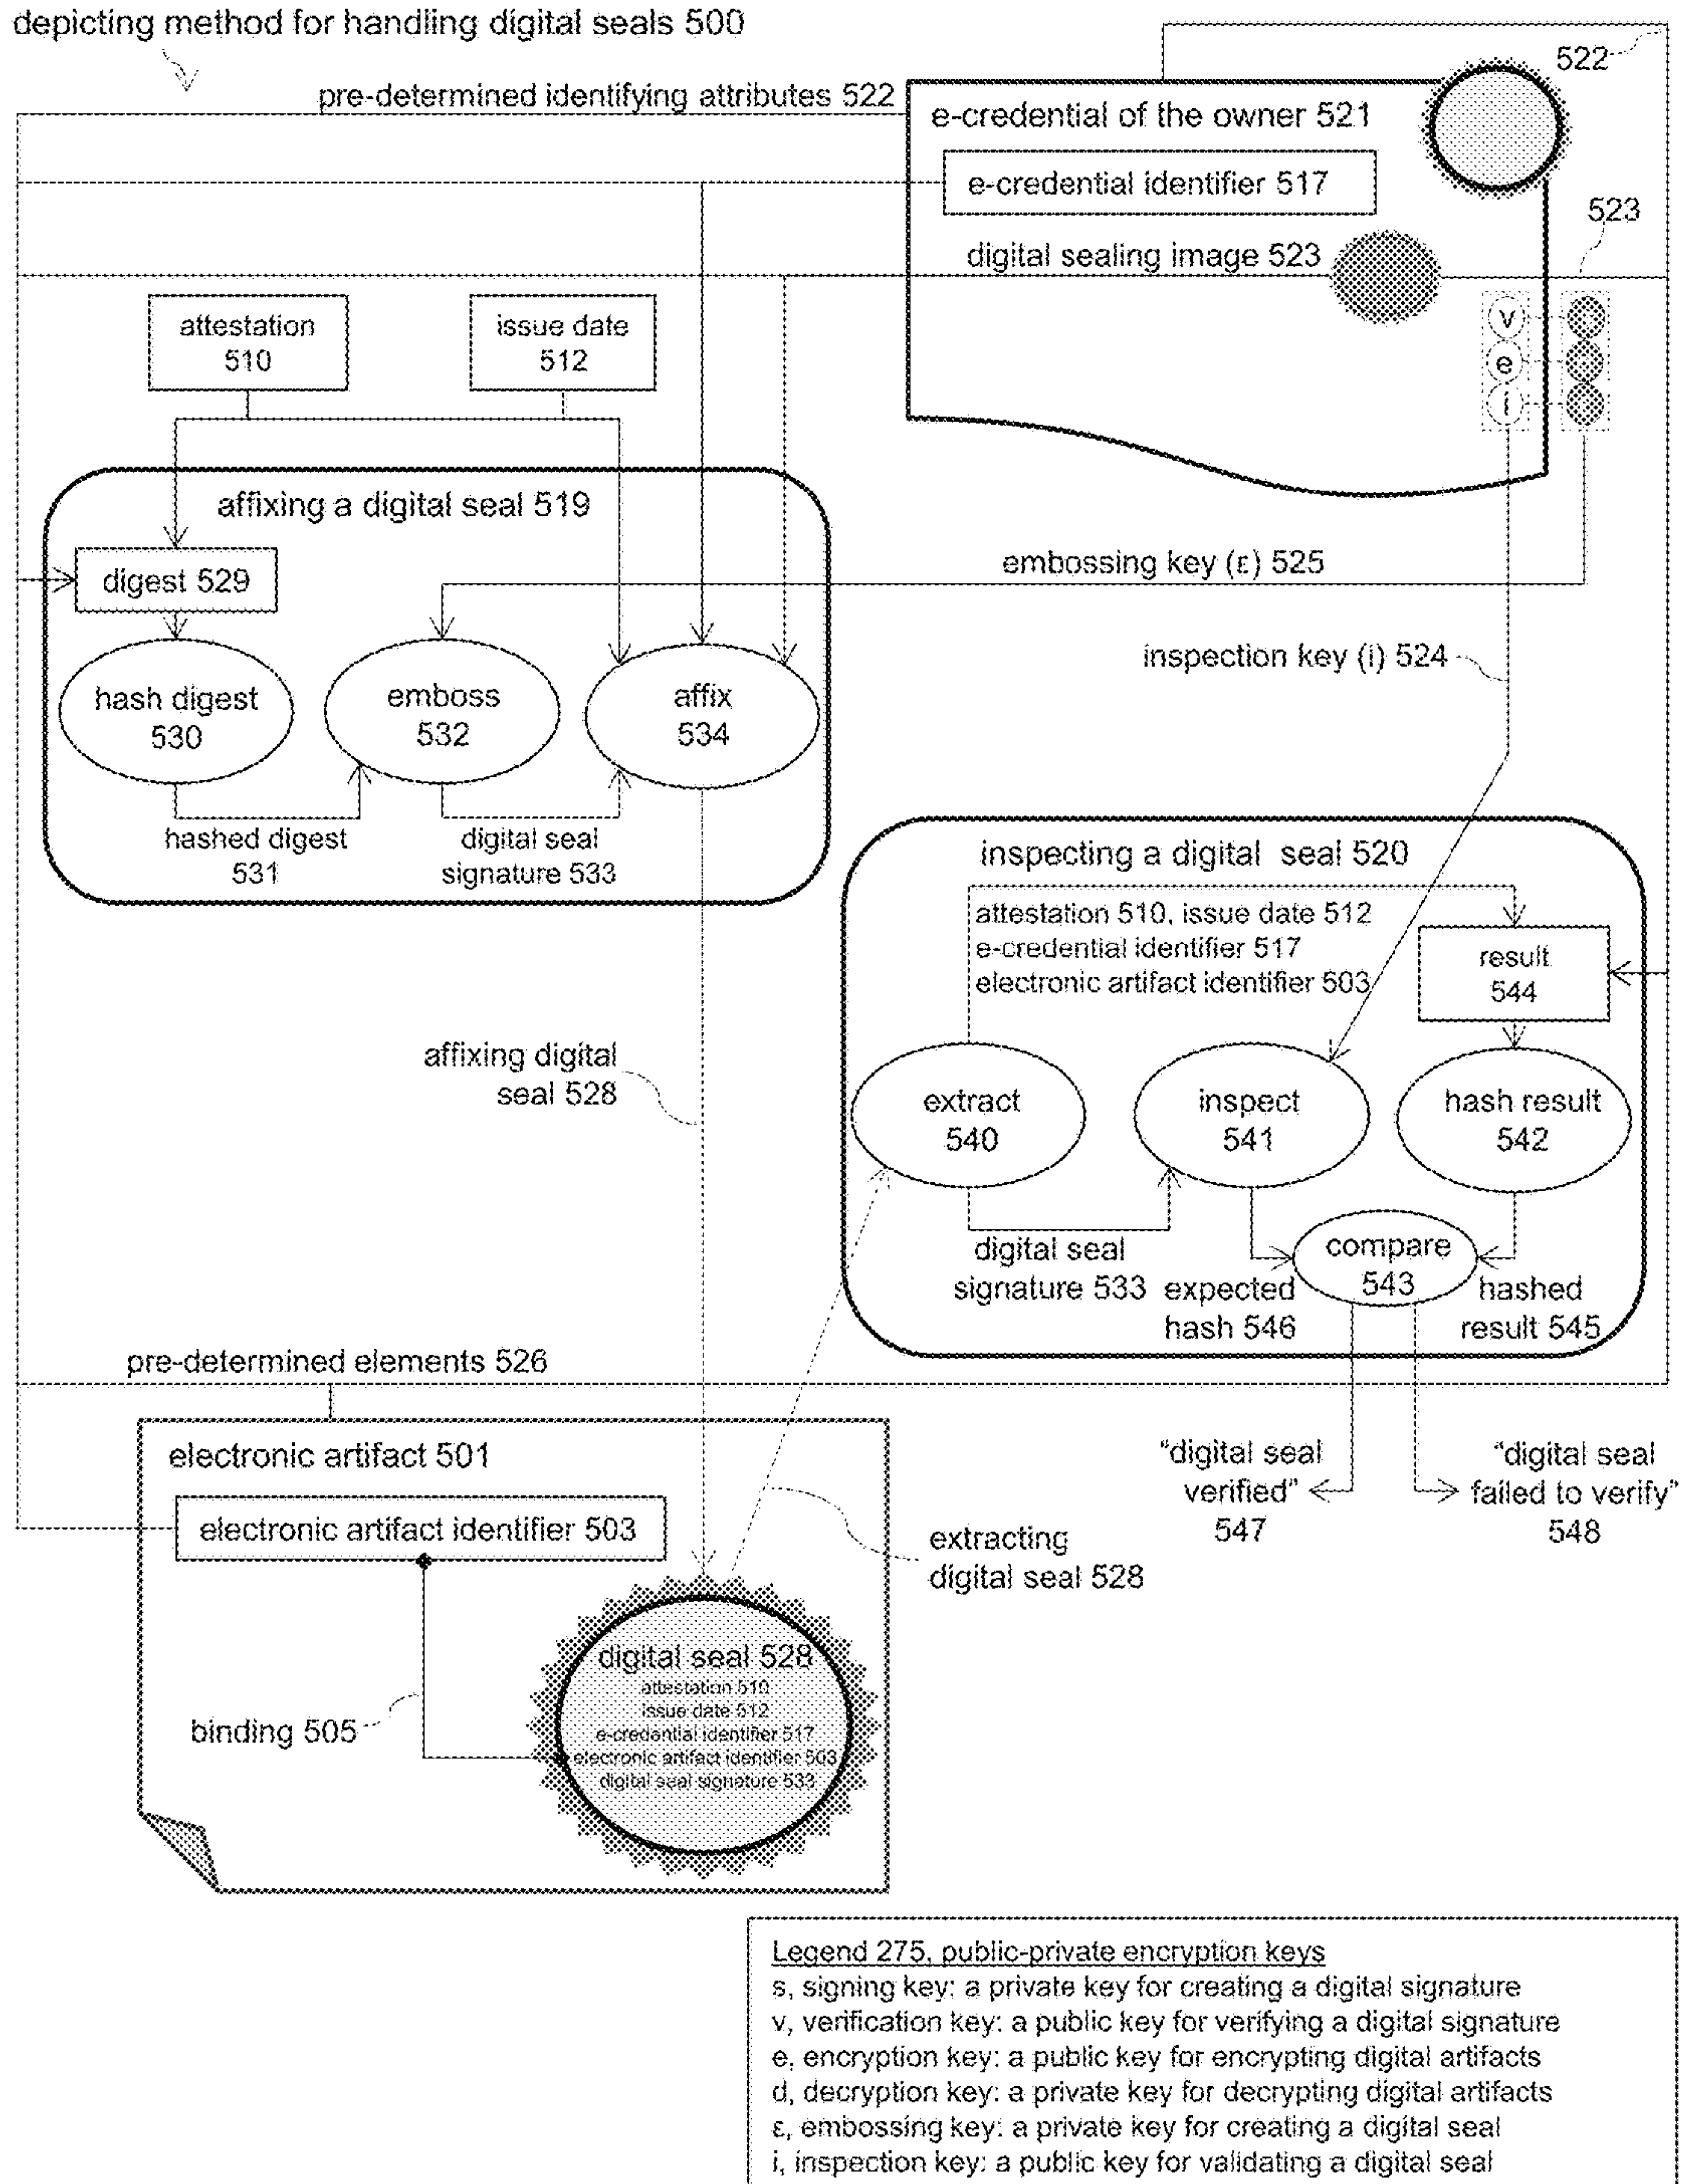 depicting method for handling digital seals 500
522
pre-determined identifying attributes 522
e-credential of the owner 521
e-credential identifier 517
523
digital sealing image 523
attestation
510
issue date
512
v
e
i
affixing a digital seal 519
embossing key (ε) 525
digest 529
inspection key (i) 524
hash digest
530
emboss
532
affix
534
hashed digest
531
digital seal
signature 533
inspecting a digital seal 520
attestation 510, issue date 512
e-credential identifier 517
electronic artifact identifier 503
result
544
affixing digital
seal 528
extract
540
inspect
541
hash result
542
digital seal
signature 533
compare
543
expected
hash 546
hashed
result 545
pre-determined elements 526
electronic artifact 501
"digital seal
verified"
547
"digital seal
failed to verify"
548
electronic artifact identifier 503
extracting
digital seal 528
digital seal 528
attestation 510
issue date 512
e-credential identifier 517
electronic artifact identifier 503
digital seal signature 533
binding 505
Legend 275, public-private encryption keys
s, signing key: a private key for creating a digital signature
v, verification key: a public key for verifying a digital signature
e, encryption key: a public key for encrypting digital artifacts
d, decryption key: a private key for decrypting digital artifacts
ε, embossing key: a private key for creating a digital seal
i, inspection key: a public key for validating a digital seal